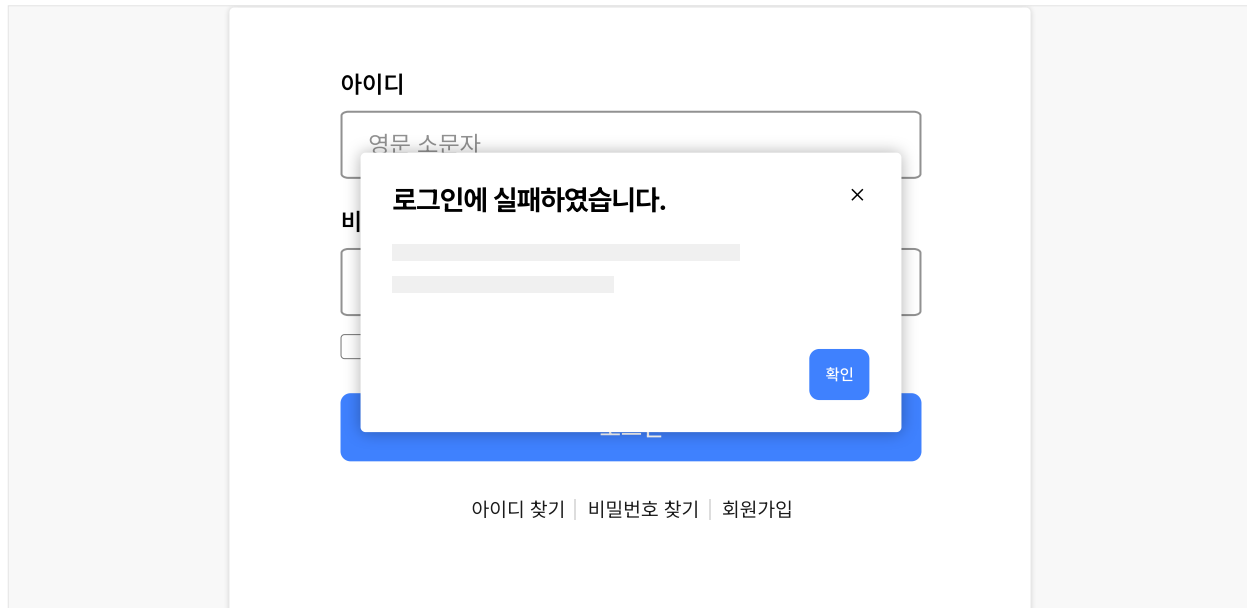 아이디
영문 소문자
로그인에 실패하였습니다.
비
확인
아이디 찾기 | 비밀번호 찾기 | 회원가입